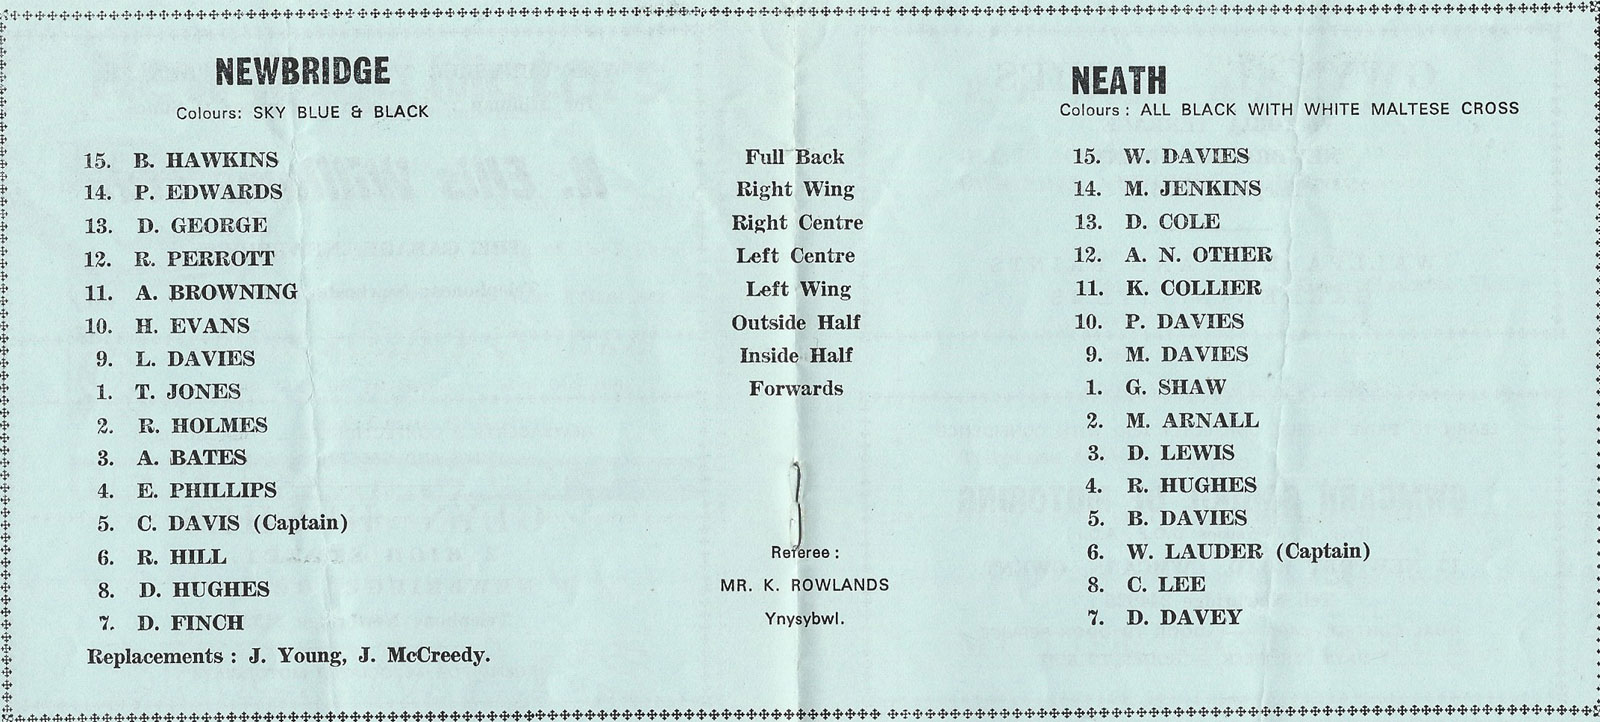 NEWBRIDGE
Colours: SKY BLUE & BLACK
15. B. HAWKINS
14. P. EDWARDS
13. D. GEORGE
12. R. PERROTT
11. A. BROWNING
10. H. EVANS
9. L. DAVIES
1. T. JONES
2. R. HOLMES
3. A. BATES
4. E. PHILLIPS
5. C. DAVIS (Captain)
6. R. HILL
8. D. HUGHES
7. D. FINCH
Replacements : J. Young, J. McCreedy.
Full Back
Right Wing
Right Centre
Left Centre
Left Wing
Outside Half
Inside Half
Forwards
Referee :
MR. K. ROWLANDS
Ynysybwl.
NEATH
Colours : ALL BLACK WITH WHITE MALTESE CROSS
15. W. DAVIES
14. M. JENKINS
13. D. COLE
12. A. N. OTHER
11. K. COLLIER
10. P. DAVIES
9. M. DAVIES
1. G. SHAW
2. M. ARNALL
3. D. LEWIS
4. R. HUGHES
5. B. DAVIES
6. W. LAUDER (Captain)
8. C. LEE
7. D. DAVEY